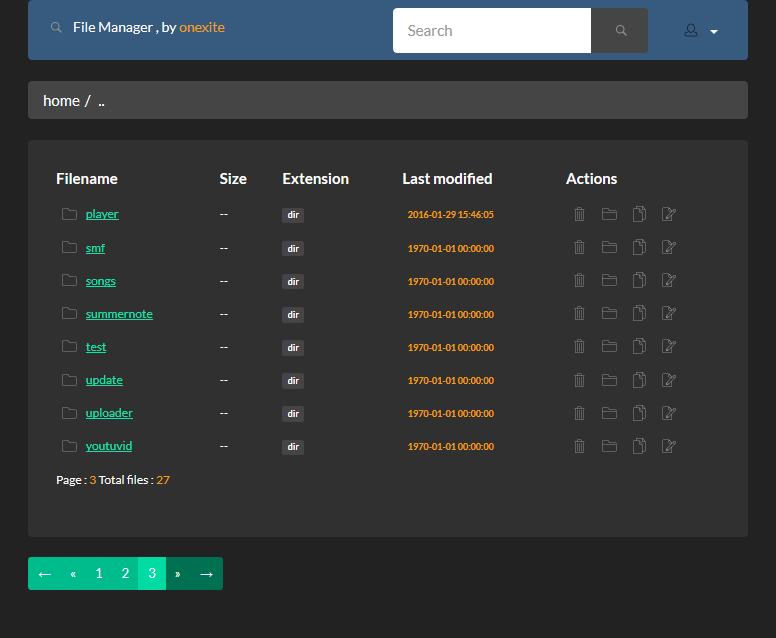 File Manager , by onexite
Search
home / ..
Filename Size Extension Last modified Actions
player -- dir 2016-01-29 15:46:05
smf -- dir 1970-01-01 00:00:00
songs -- dir 1970-01-01 00:00:00
summernote -- dir 1970-01-01 00:00:00
test -- dir 1970-01-01 00:00:00
update -- dir 1970-01-01 00:00:00
uploader -- dir 1970-01-01 00:00:00
youtuvid -- dir 1970-01-01 00:00:00
Page : 3 Total files : 27
← « 1 2 3 » →